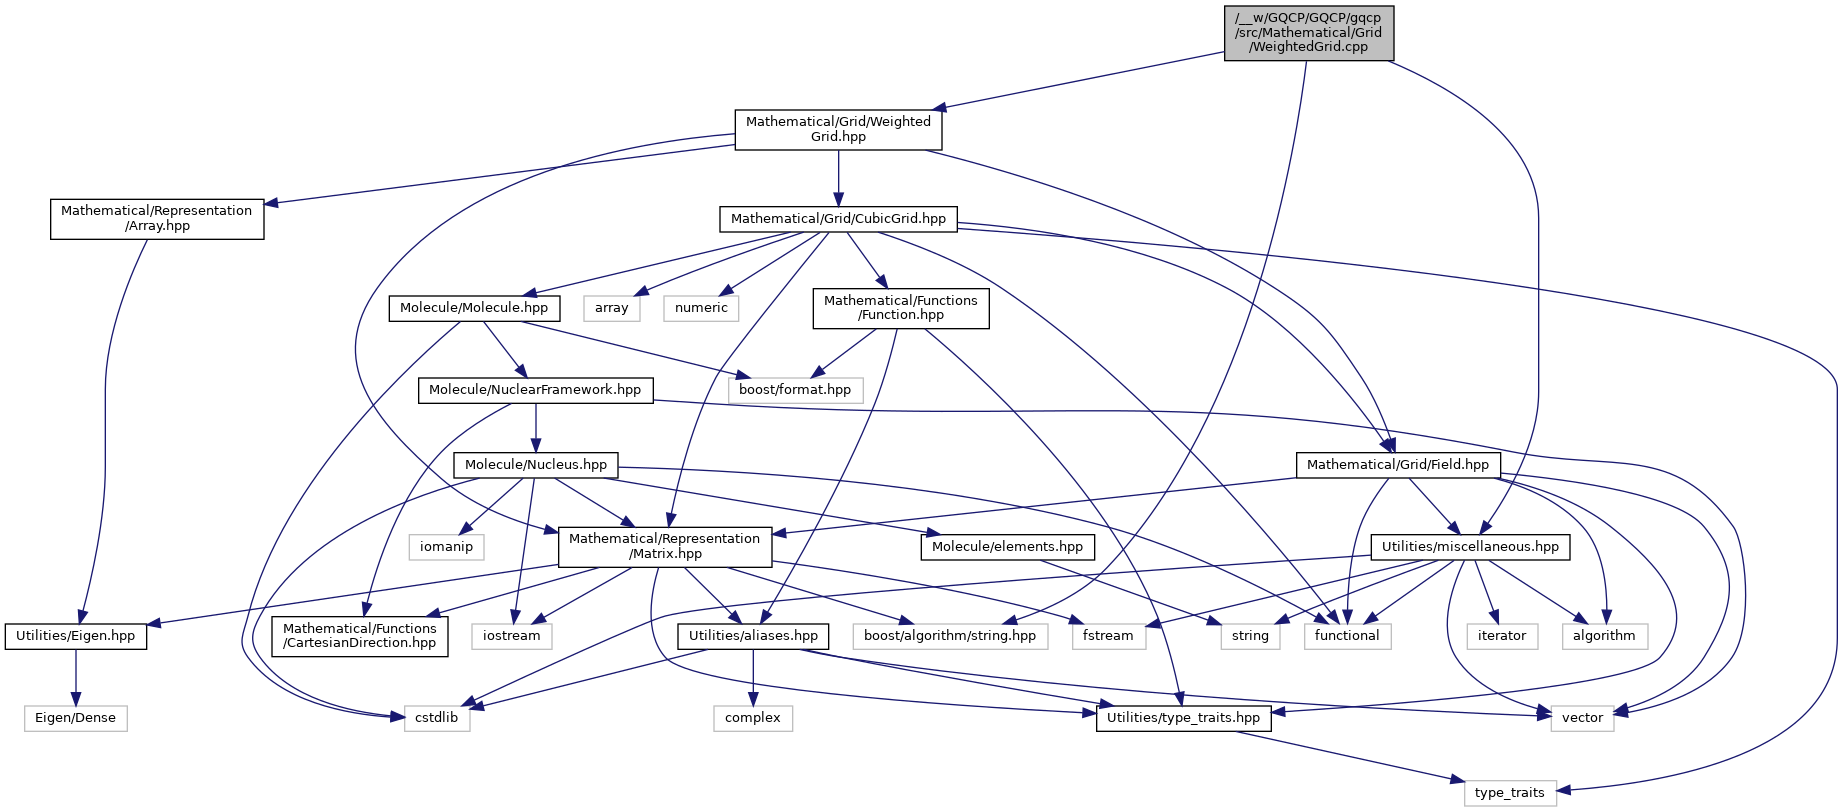 /__w/GQCP/GQCP/gqcp
/src/Mathematical/Grid
/WeightedGrid.cpp
Mathematical/Grid/Weighted
Grid.hpp
Mathematical/Representation
/Array.hpp
Mathematical/Grid/CubicGrid.hpp
Molecule/Molecule.hpp
array
numeric
Mathematical/Functions
/Function.hpp
Molecule/NuclearFramework.hpp
boost/format.hpp
Molecule/Nucleus.hpp
Mathematical/Grid/Field.hpp
iomanip
Mathematical/Representation
/Matrix.hpp
Molecule/elements.hpp
Utilities/miscellaneous.hpp
Utilities/Eigen.hpp
Mathematical/Functions
/CartesianDirection.hpp
iostream
Utilities/aliases.hpp
boost/algorithm/string.hpp
fstream
string
functional
iterator
algorithm
Eigen/Dense
cstdlib
complex
Utilities/type_traits.hpp
vector
type_traits